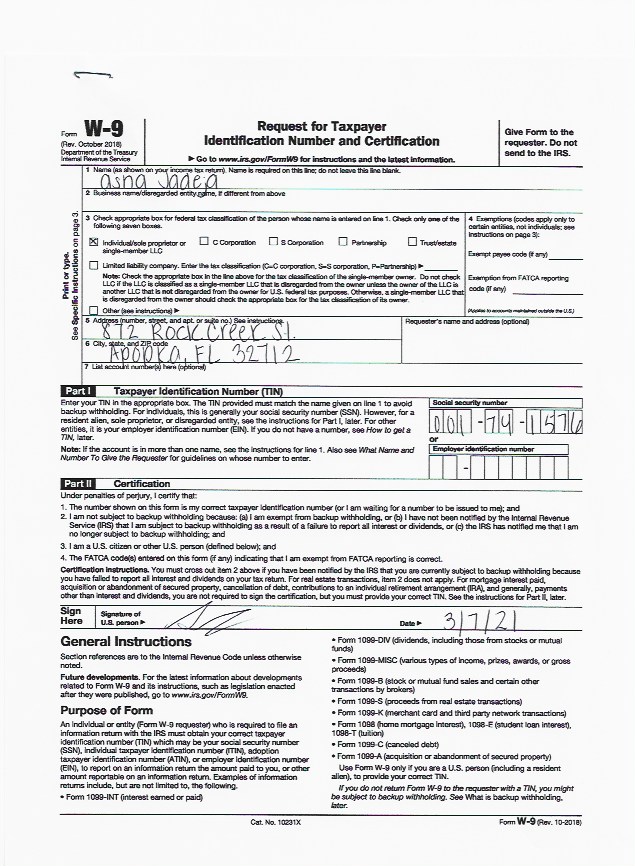 Form W-9
(Rev. October 2018)
Department of the Treasury
Internal Revenue Service
Request for Taxpayer
Identification Number and Certification
▶ Go to www.irs.gov/FormW9 for instructions and the latest information.
Give Form to the
requester. Do not
send to the IRS.
Print or type.
See Specific Instructions on page 3.
1 Name (as shown on your income tax return). Name is required on this line; do not leave this line blank.
asna Jadeja
2 Business name/disregarded entity name, if different from above
3 Check appropriate box for federal tax classification of the person whose name is entered on line 1. Check only one of the
following seven boxes.
☒ Individual/sole proprietor or ☐ C Corporation ☐ S Corporation ☐ Partnership ☐ Trust/estate
single-member LLC
☐ Limited liability company. Enter the tax classification (C=C corporation, S=S corporation, P=Partnership) ▶
Note: Check the appropriate box in the line above for the tax classification of the single-member owner. Do not check
LLC if the LLC is classified as a single-member LLC that is disregarded from the owner unless the owner of the LLC is
another LLC that is not disregarded from the owner for U.S. federal tax purposes. Otherwise, a single-member LLC that
is disregarded from the owner should check the appropriate box for the tax classification of its owner.
☐ Other (see instructions) ▶
4 Exemptions (codes apply only to
certain entities, not individuals; see
instructions on page 3):
Exempt payee code (if any)
Exemption from FATCA reporting
code (if any)
(Applies to accounts maintained outside the U.S.)
5 Address (number, street, and apt. or suite no.) See instructions.
872 Rock Creek St.
Requester's name and address (optional)
6 City, state, and ZIP code
Apopka, FL 32712
7 List account number(s) here (optional)
Part I Taxpayer Identification Number (TIN)
Enter your TIN in the appropriate box. The TIN provided must match the name given on line 1 to avoid
backup withholding. For individuals, this is generally your social security number (SSN). However, for a
resident alien, sole proprietor, or disregarded entity, see the instructions for Part I, later. For other
entities, it is your employer identification number (EIN). If you do not have a number, see How to get a
TIN, later.
Note: If the account is in more than one name, see the instructions for line 1. Also see What Name and
Number To Give the Requester for guidelines on whose number to enter.
Social security number
001-74-1576
or
Employer identification number
-
Part II Certification
Under penalties of perjury, I certify that:
1. The number shown on this form is my correct taxpayer identification number (or I am waiting for a number to be issued to me); and
2. I am not subject to backup withholding because: (a) I am exempt from backup withholding, or (b) I have not been notified by the Internal Revenue
Service (IRS) that I am subject to backup withholding as a result of a failure to report all interest or dividends, or (c) the IRS has notified me that I am
no longer subject to backup withholding; and
3. I am a U.S. citizen or other U.S. person (defined below); and
4. The FATCA code(s) entered on this form (if any) indicating that I am exempt from FATCA reporting is correct.
Certification instructions. You must cross out item 2 above if you have been notified by the IRS that you are currently subject to backup withholding because
you have failed to report all interest and dividends on your tax return. For real estate transactions, item 2 does not apply. For mortgage interest paid,
acquisition or abandonment of secured property, cancellation of debt, contributions to an individual retirement arrangement (IRA), and generally, payments
other than interest and dividends, you are not required to sign the certification, but you must provide your correct TIN. See the instructions for Part II, later.
Sign
Here
Signature of
U.S. person ▶
Date ▶ 3/7/21
General Instructions
Section references are to the Internal Revenue Code unless otherwise
noted.
Future developments. For the latest information about developments
related to Form W-9 and its instructions, such as legislation enacted
after they were published, go to www.irs.gov/FormW9.
Purpose of Form
An individual or entity (Form W-9 requester) who is required to file an
information return with the IRS must obtain your correct taxpayer
identification number (TIN) which may be your social security number
(SSN), individual taxpayer identification number (ITIN), adoption
taxpayer identification number (ATIN), or employer identification number
(EIN), to report on an information return the amount paid to you, or other
amount reportable on an information return. Examples of information
returns include, but are not limited to, the following.
• Form 1099-INT (interest earned or paid)
• Form 1099-DIV (dividends, including those from stocks or mutual
funds)
• Form 1099-MISC (various types of income, prizes, awards, or gross
proceeds)
• Form 1099-B (stock or mutual fund sales and certain other
transactions by brokers)
• Form 1099-S (proceeds from real estate transactions)
• Form 1099-K (merchant card and third party network transactions)
• Form 1098 (home mortgage interest), 1098-E (student loan interest),
1098-T (tuition)
• Form 1099-C (canceled debt)
• Form 1099-A (acquisition or abandonment of secured property)
Use Form W-9 only if you are a U.S. person (including a resident
alien), to provide your correct TIN.
If you do not return Form W-9 to the requester with a TIN, you might
be subject to backup withholding. See What is backup withholding,
later.
Cat. No. 10231X
Form W-9 (Rev. 10-2018)